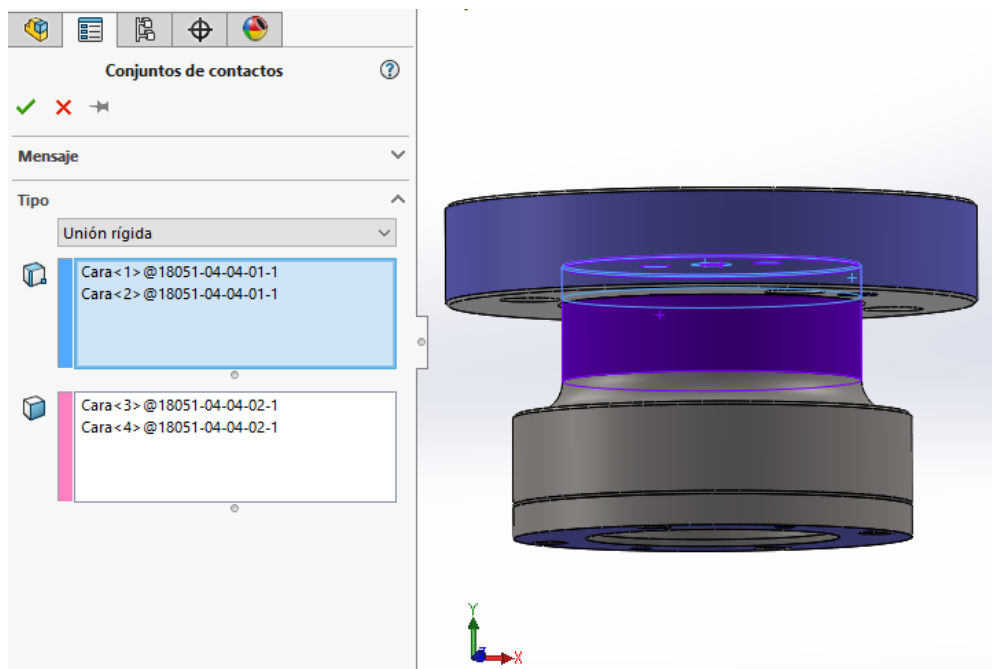 Conjuntos de contactos
?
Mensaje
Tipo
Unión rígida
Cara<1>@18051-04-04-01-1
Cara<2>@18051-04-04-01-1
Cara<3>@18051-04-04-02-1
Cara<4>@18051-04-04-02-1
Y
X